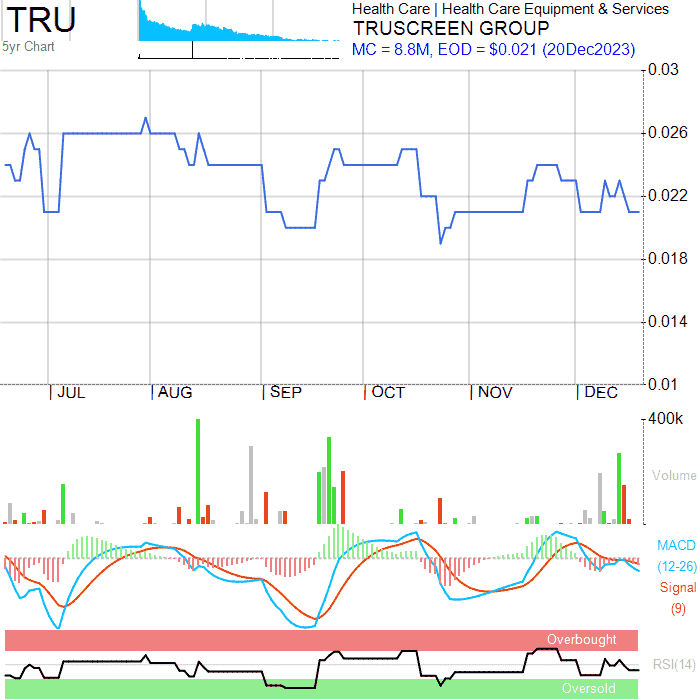 TRU
5yr Chart
Health Care | Health Care Equipment & Services
TRUSCREEN GROUP
MC = 8.8M, EOD = $0.021 (20Dec2023)
0.03
0.026
0.022
0.018
0.014
0.01
JUL AUG SEP OCT NOV DEC
400k
Volume
MACD
(12-26)
Signal
(9)
Overbought
RSI(14)
Oversold